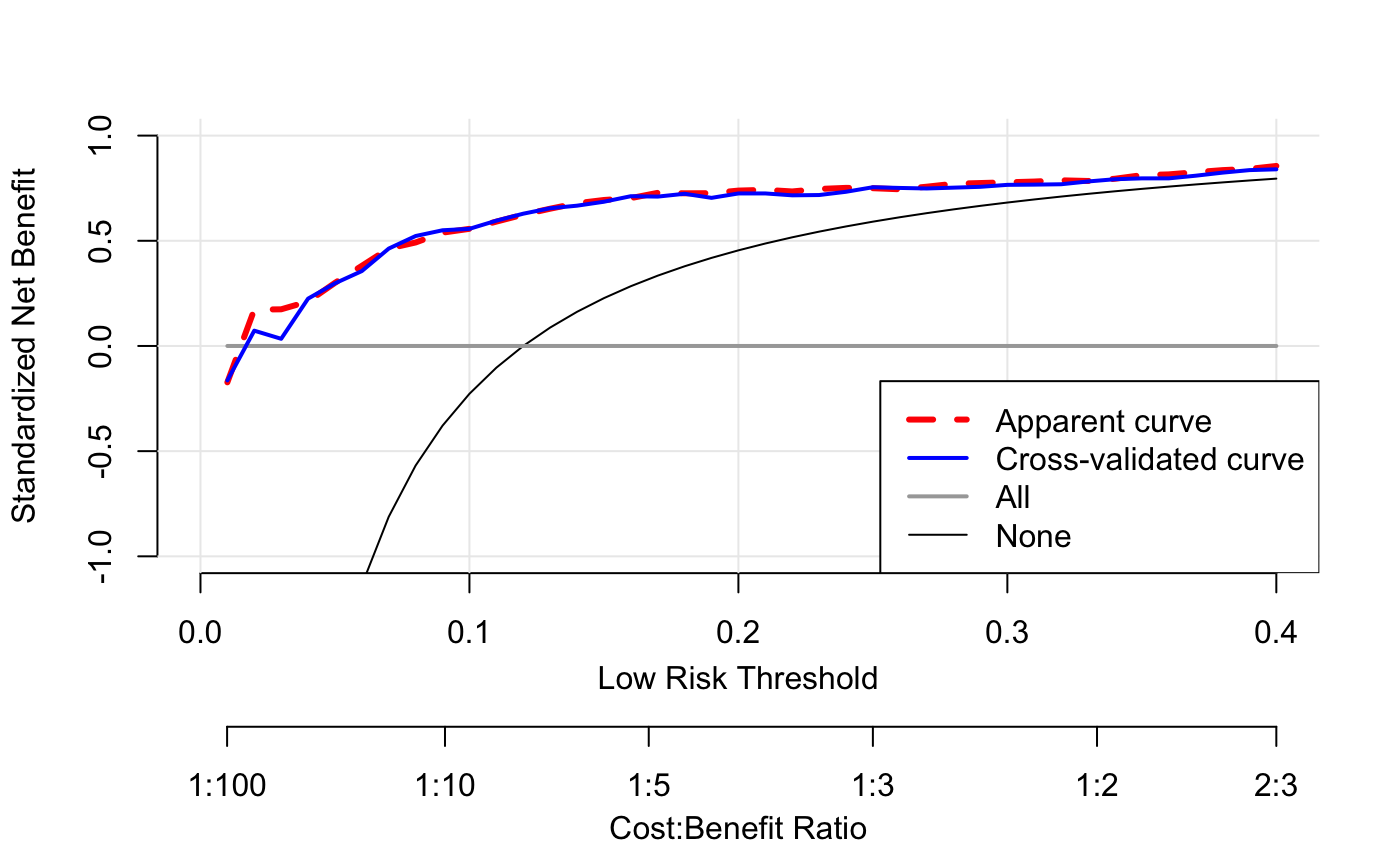 Standardized Net Benefit
1.0
0.5
0.0
-0.5
-1.0
Apparent curve
Cross-validated curve
All
None
0.0 0.1 0.2 0.3 0.4
Low Risk Threshold
1:100 1:10 1:5 1:3 1:2 2:3
Cost:Benefit Ratio